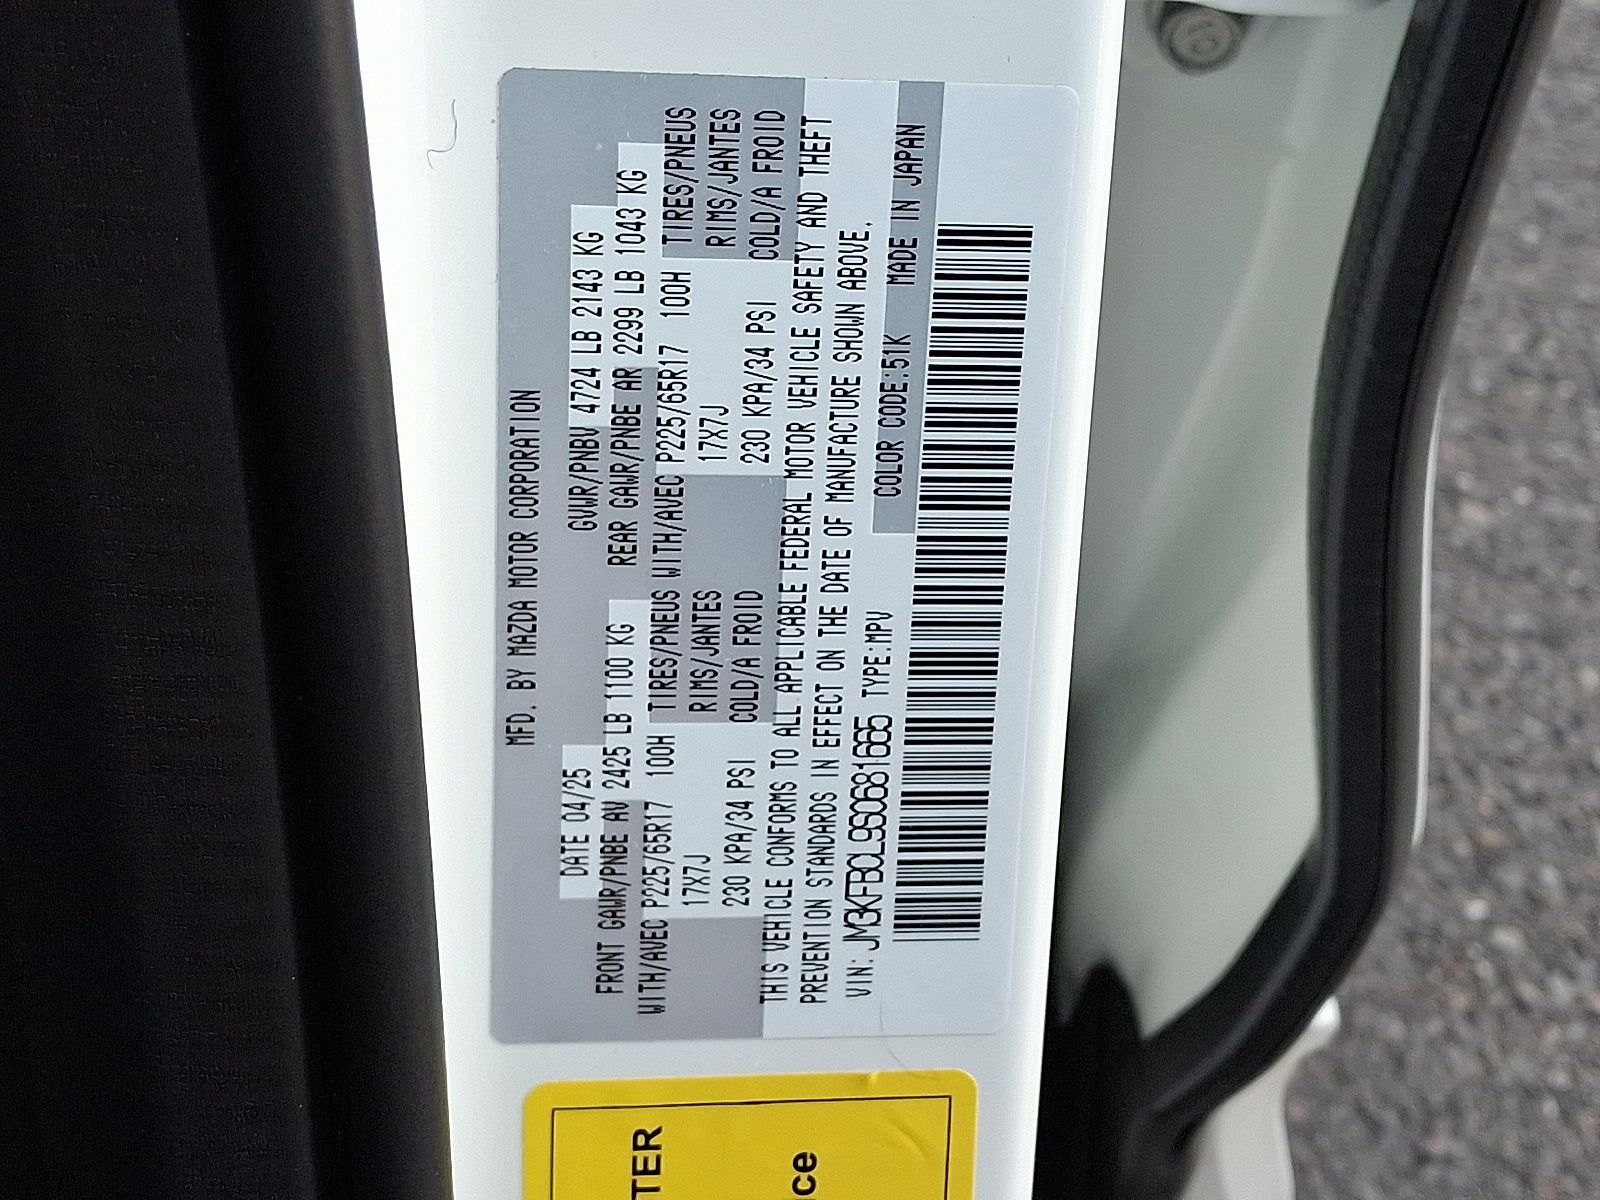 MFD. BY MAZDA MOTOR CORPORATION
DATE 04/25 GVWR/PNBV 4724 LB 2143 KG
FRONT GAWR/PNBE AV 2425 LB 1100 KG REAR GAWR/PNBE AR 2299 LB 1043 KG
WITH/AVEC P225/65R17 100H TIRES/PNEUS WITH/AVEC P225/65R17 100H TIRES/PNEUS
17X7J RIMS/JANTES 17X7J RIMS/JANTES
230 KPA/34 PSI COLD/A FROID 230 KPA/34 PSI COLD/A FROID
THIS VEHICLE CONFORMS TO ALL APPLICABLE FEDERAL MOTOR VEHICLE SAFETY AND THEFT
PREVENTION STANDARDS IN EFFECT ON THE DATE OF MANUFACTURE SHOWN ABOVE.
VIN: JM3KFBCL9S0681665 TYPE:MPV COLOR CODE:51K MADE IN JAPAN